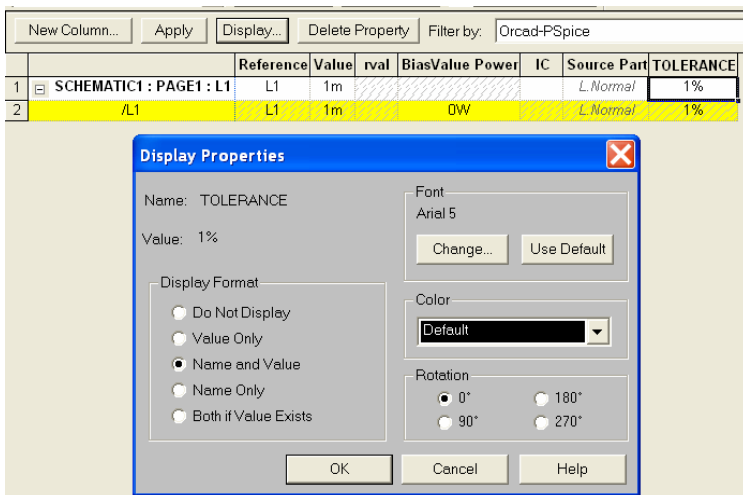 New Column... Apply Display... Delete Property Filter by: Orcad-PSpice
Reference Value rval BiasValue Power IC Source Part TOLERANCE
1 SCHEMATIC1 : PAGE1 : L1 L1 1m L.Normal 1%
2 /L1 L1 1m 0W L.Normal 1%
Display Properties
Name: TOLERANCE
Value: 1%
Font
Arial 5
Change... Use Default
Display Format
Do Not Display
Value Only
Name and Value
Name Only
Both if Value Exists
Color
Default
Rotation
0° 180°
90° 270°
OK Cancel Help